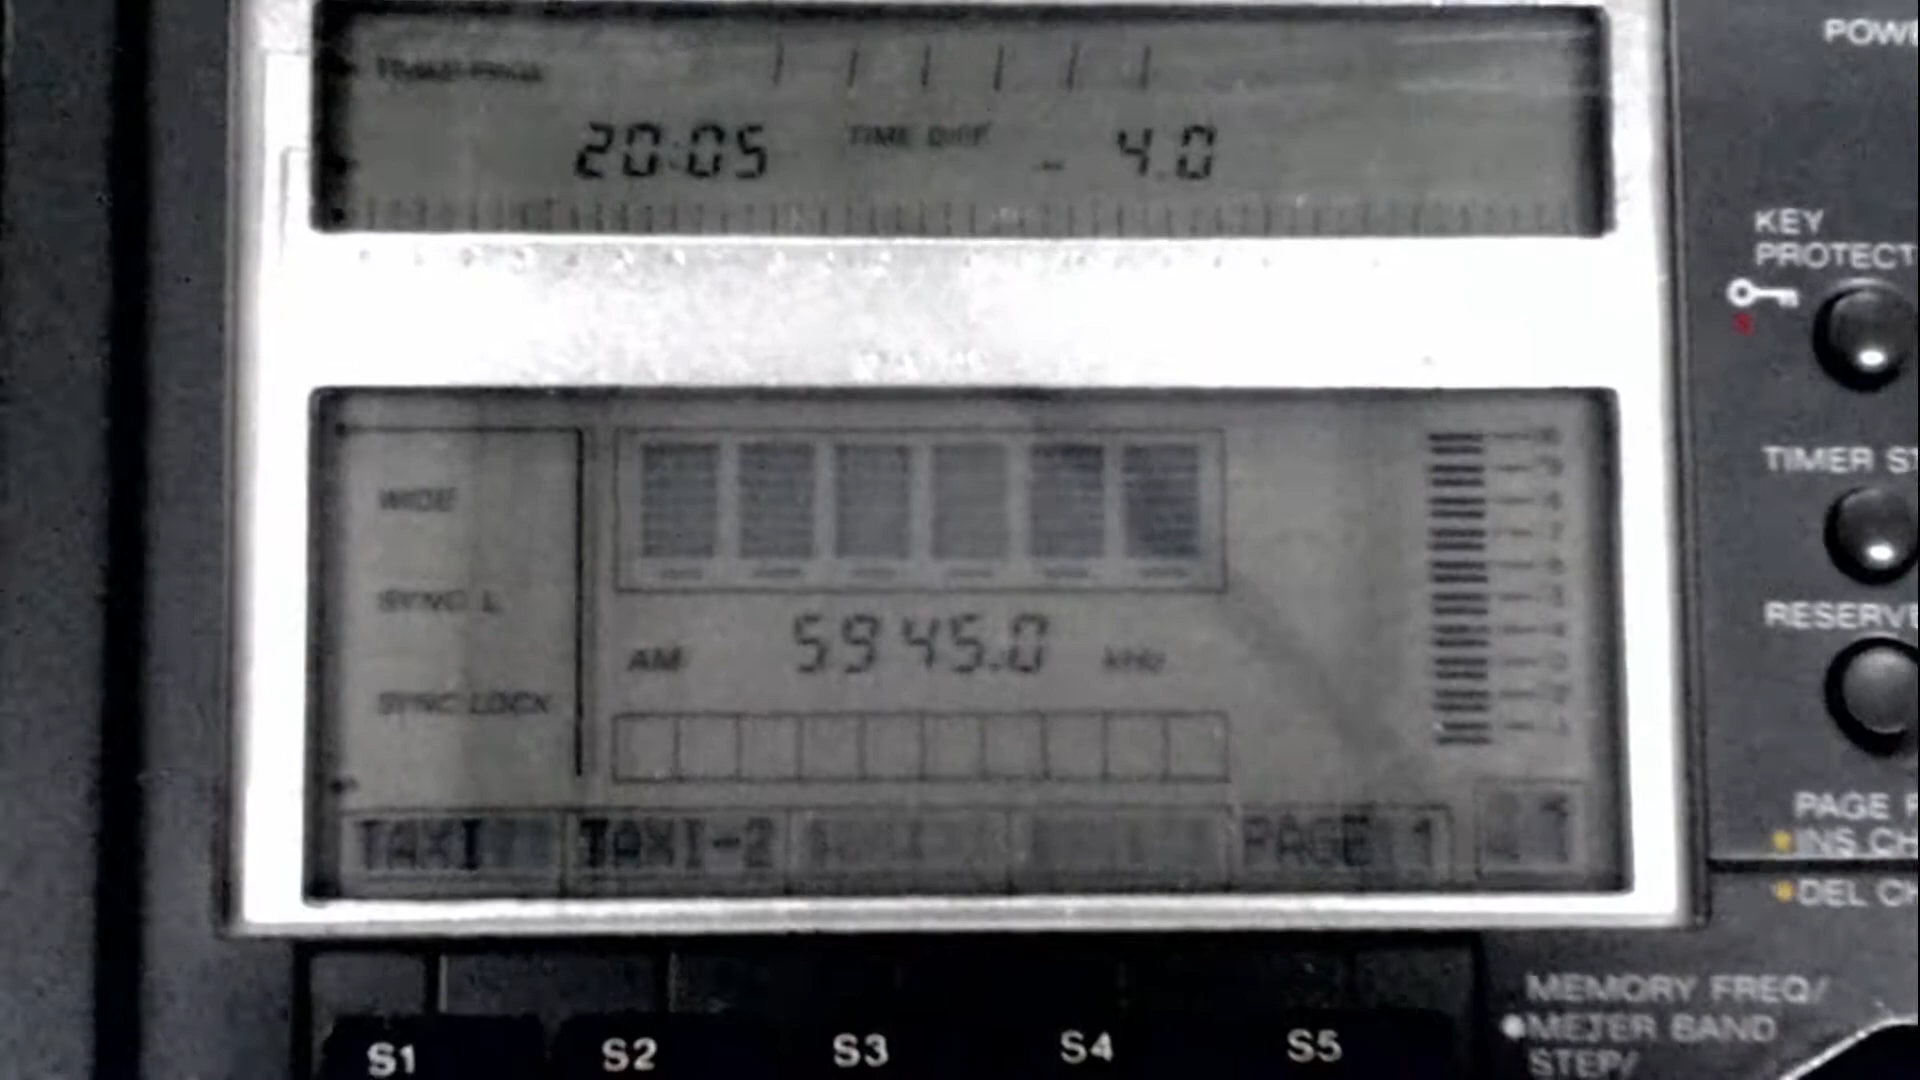 POWE
20:05 TIME DIFF - 4.0
KEY
PROTECT
WIDE
TIMER ST
SYNC L
AM 5945.0 kHz
RESERVE
SYNC LOCK
PAGE
INS CH
TAXI TAXI-2 PAGE 1
DEL CH
MEMORY FREQ/
METER BAND
STEP/
S1 S2 S3 S4 S5